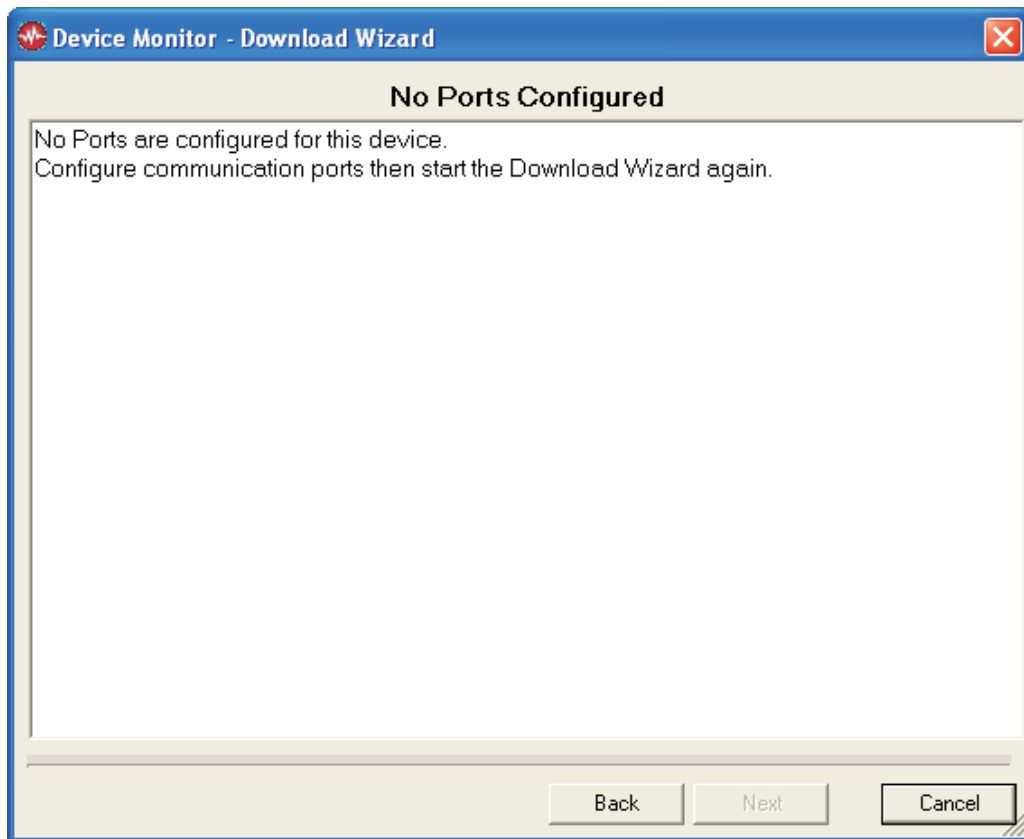 Device Monitor - Download Wizard
No Ports Configured
No Ports are configured for this device.
Configure communication ports then start the Download Wizard again.
Back
Next
Cancel